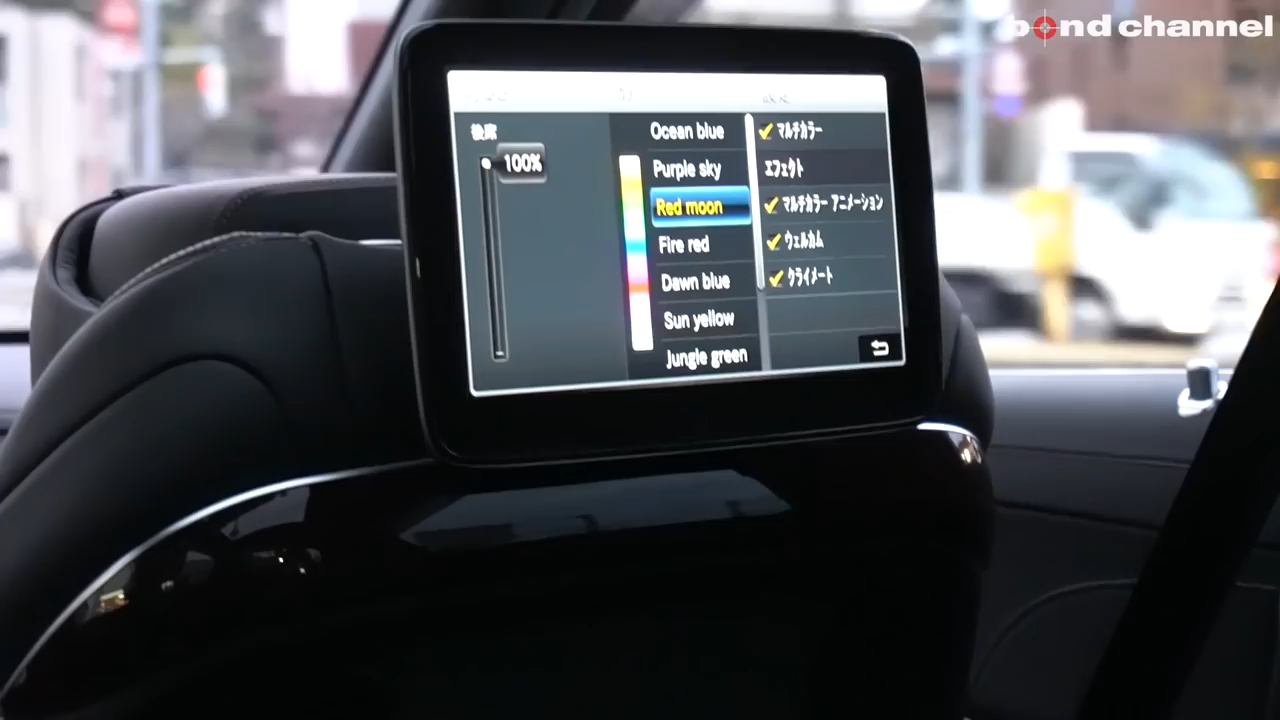 bond channel
後席
100%
Ocean blue
Purple sky
Red moon
Fire red
Dawn blue
Sun yellow
Jungle green
マルチカラー
エフェクト
マルチカラー アニメーション
ウェルカム
クライメート